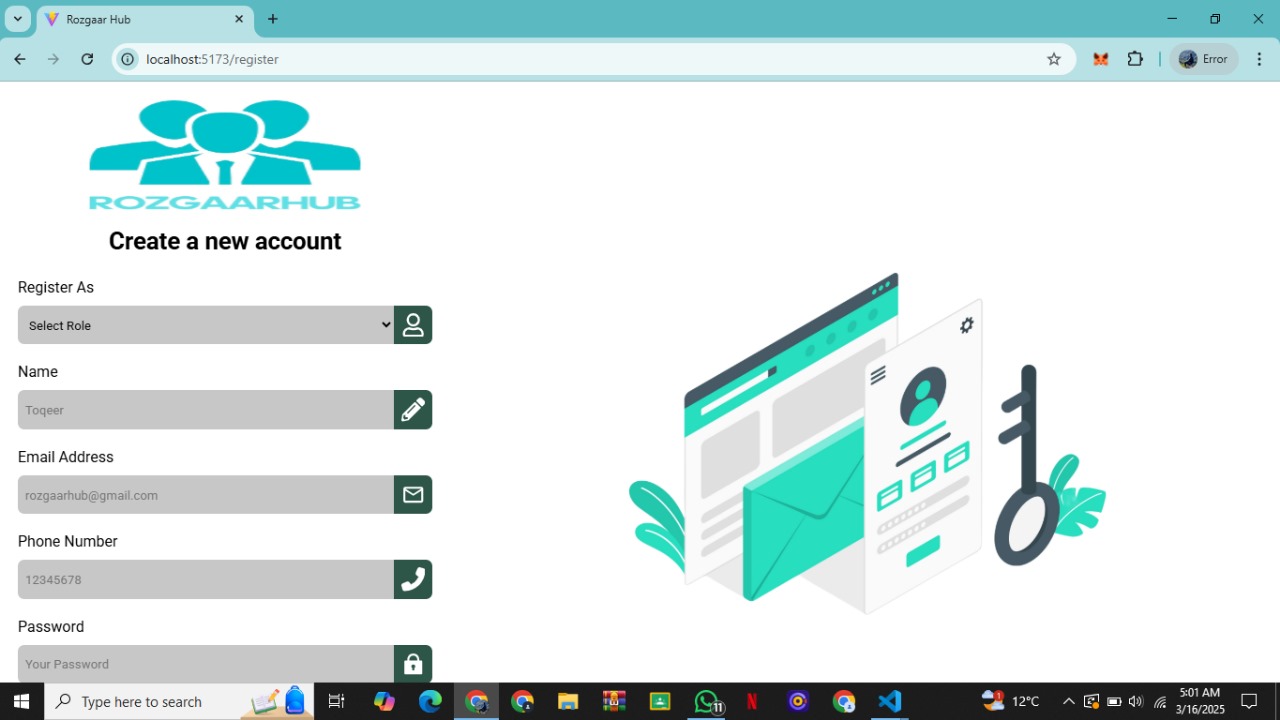 Rozgaar Hub
localhost:5173/register
Error
ROZGAARHUB
Create a new account
Register As
Select Role
Name
Toqeer
Email Address
rozgaarhub@gmail.com
Phone Number
12345678
Password
Your Password
Type here to search
11
1
12°C
5:01 AM
3/16/2025